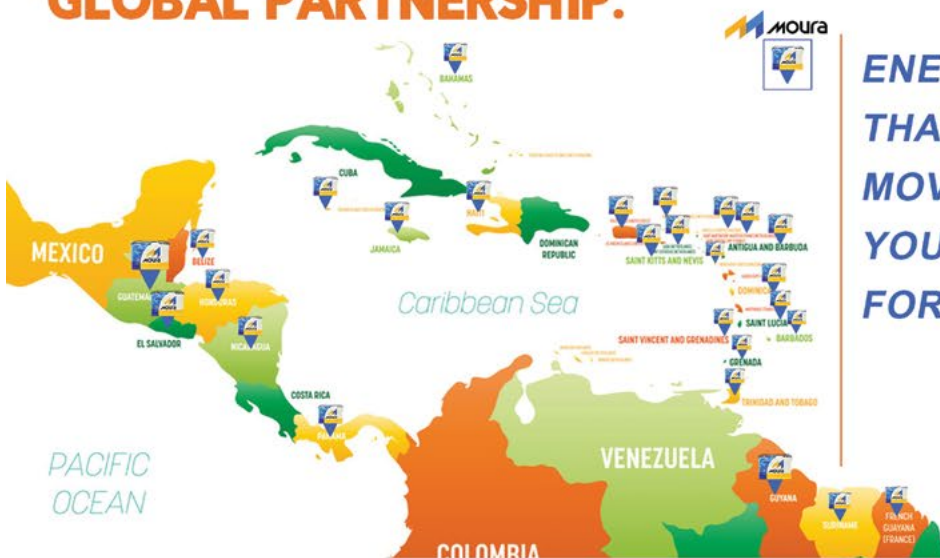 GLOBAL PARTNERSHIP.
moura
ENE
THA
MOV
YOU
FOR
BAHAMAS
CUBA
HAITI
JAMAICA
DOMINICAN
REPUBLIC
SAINT KITTS AND NEVIS
ANTIGUA AND BARBUDA
MEXICO
BELIZE
GUATEMA
HONDURAS
EL SALVADOR
NICARAGUA
Caribbean Sea
DOMINICA
SAINT LUCIA
BARBADOS
SAINT VINCENT AND GRENADINES
GRENADA
COSTA RICA
PANAMA
TRINIDAD AND TOBAGO
PACIFIC
OCEAN
VENEZUELA
GUYANA
SURINAME
FRENCH
GUAYANA
(FRANCE)
COLOMBIA